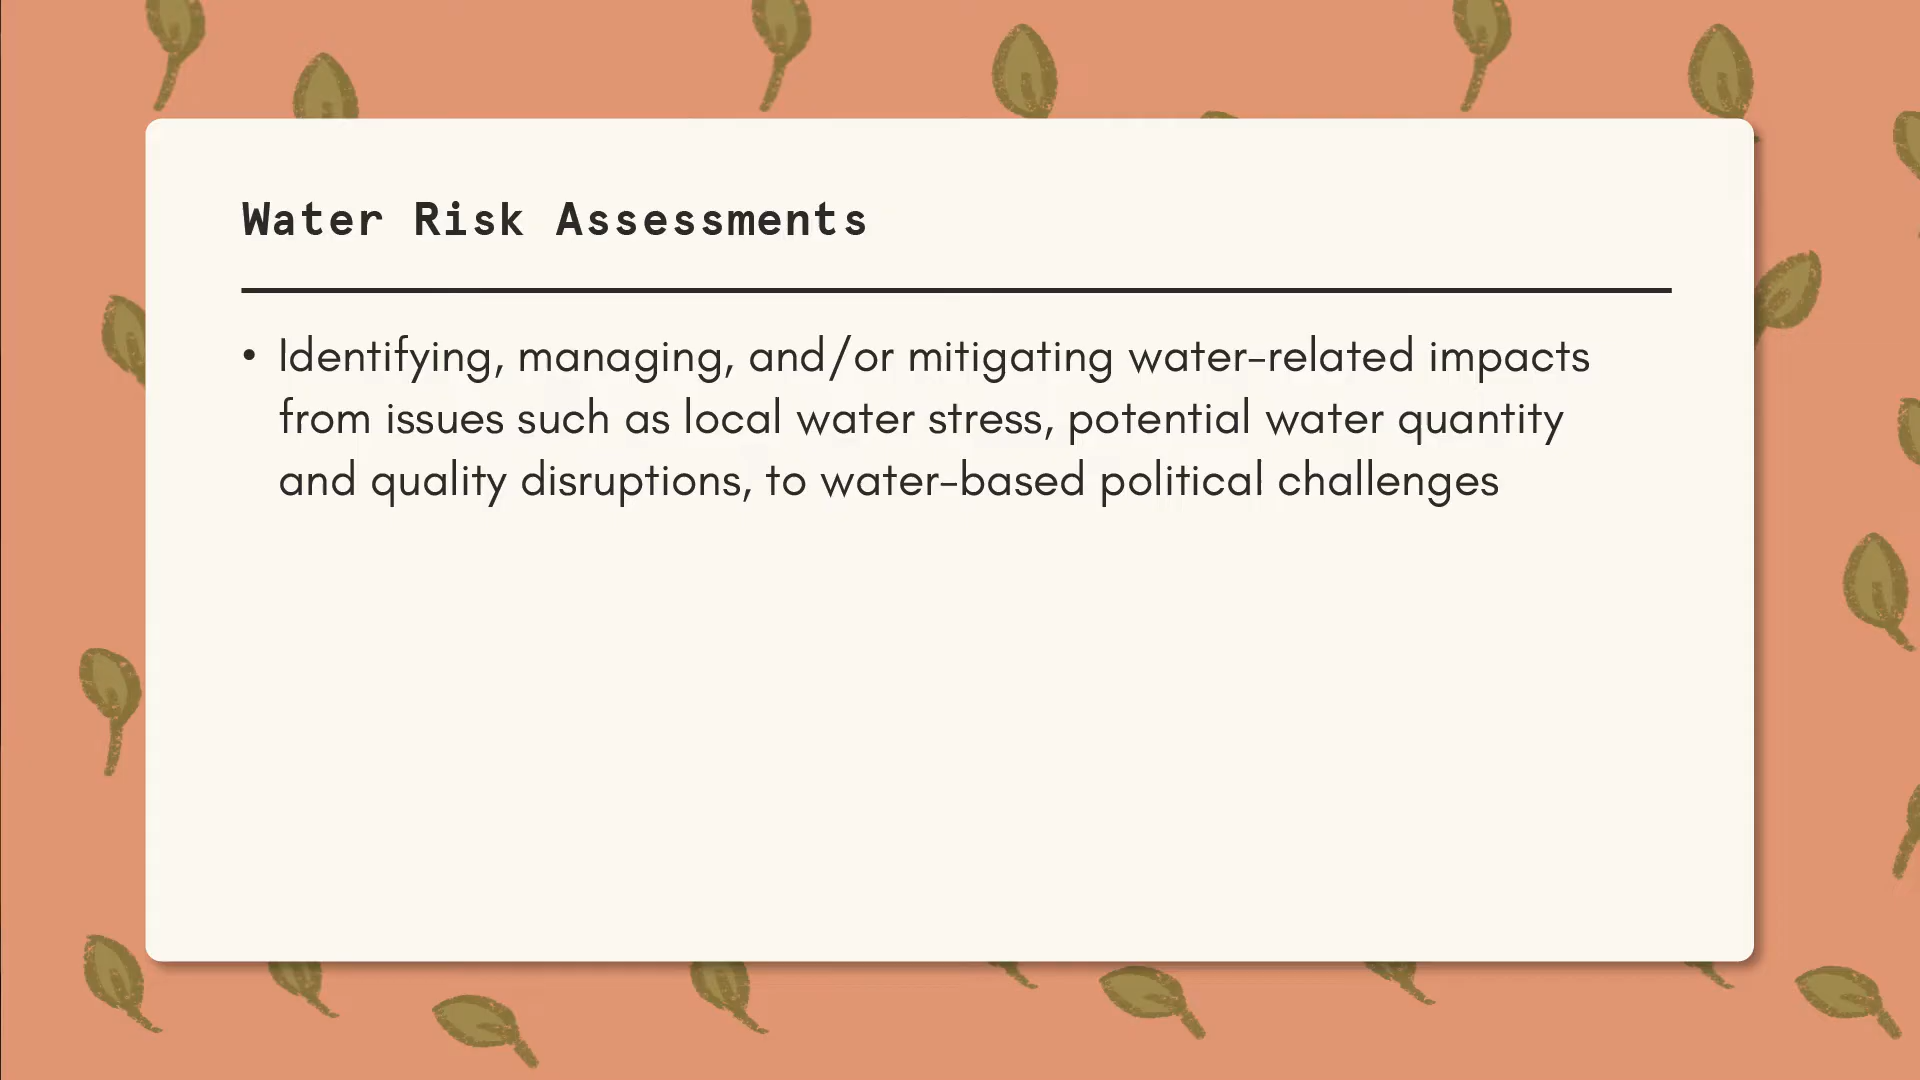 Water Risk Assessments
• Identifying, managing, and/or mitigating water-related impacts
from issues such as local water stress, potential water quantity
and quality disruptions, to water-based political challenges